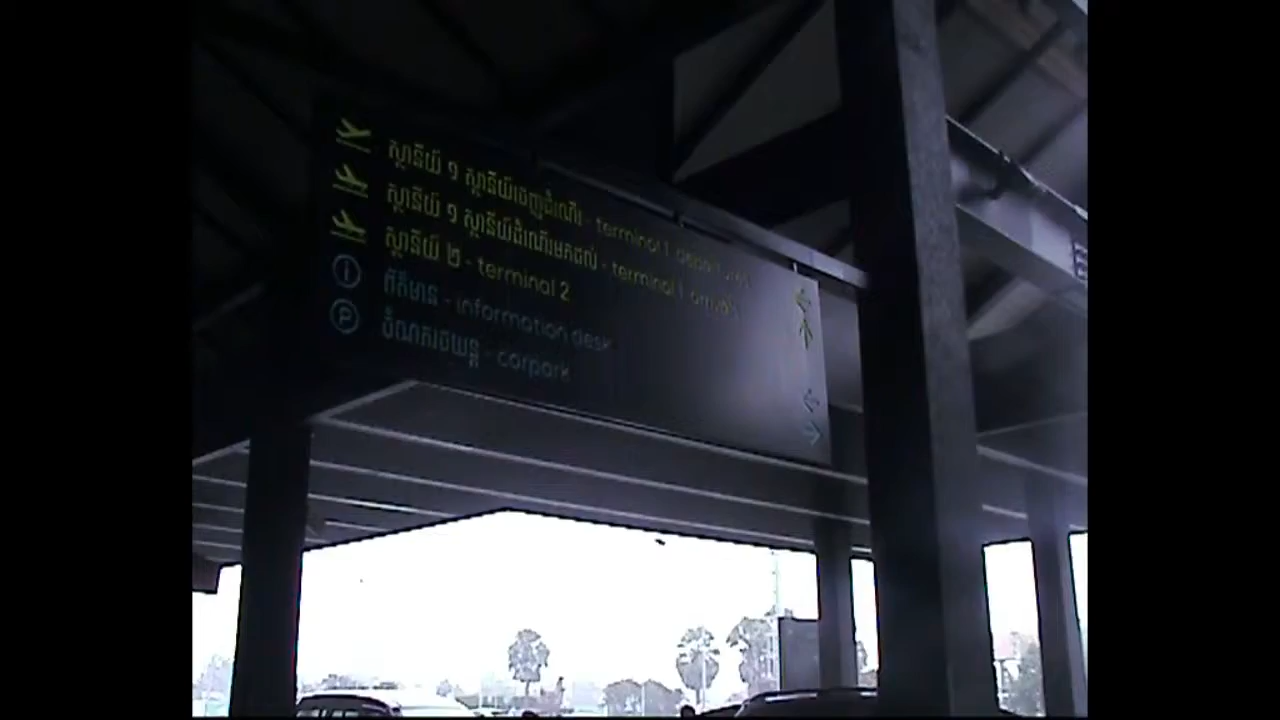 ស្ថានីយ៍ ១ ស្ថានីយ៍ចេញដំណើរ - terminal 1 departures
ស្ថានីយ៍ ១ ស្ថានីយ៍ដំណើរមកដល់ - terminal 1 arrivals
ស្ថានីយ៍ ២ - terminal 2
ព័ត៌មាន - information desk
ចំណតរថយន្ត - carpark
P